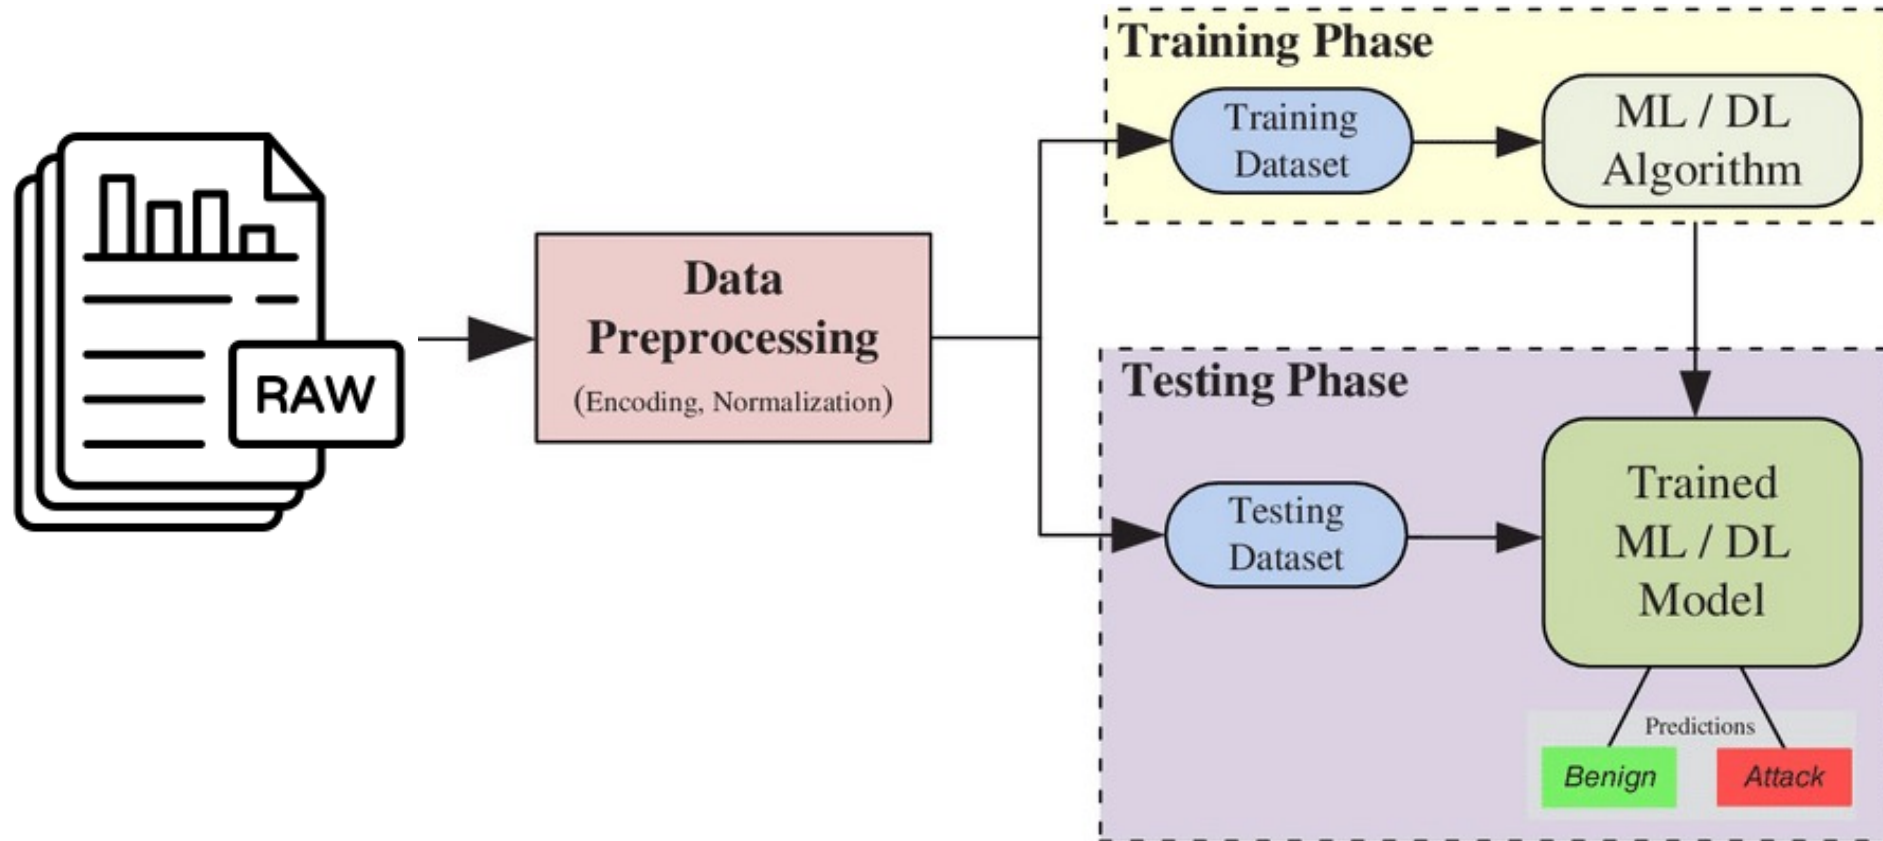 RAW
Data
Preprocessing
(Encoding, Normalization)
Training Phase
Training
Dataset
ML / DL
Algorithm
Testing Phase
Testing
Dataset
Trained
ML / DL
Model
Predictions
Benign
Attack